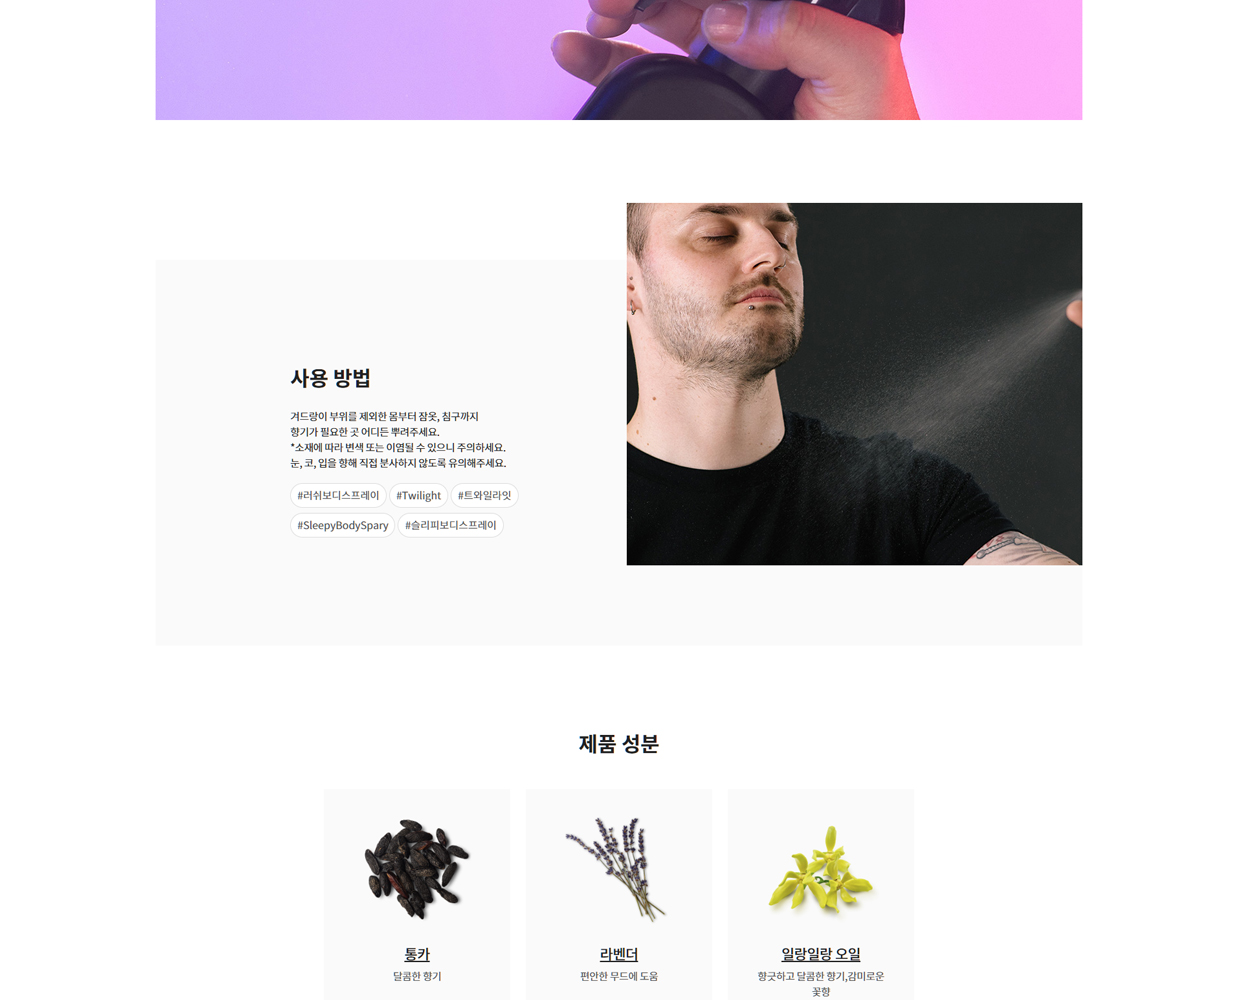 사용 방법
겨드랑이 부위를 제외한 몸부터 잠옷, 침구까지
향기가 필요한 곳 어디든 뿌려주세요.
*소재에 따라 변색 또는 이염될 수 있으니 주의하세요.
눈, 코, 입을 향해 직접 분사하지 않도록 유의해주세요.
#러쉬보디스프레이 #Twilight #트와일라잇
#SleepyBodySpary #슬리피보디스프레이
제품 성분
통카 라벤더 일랑일랑 오일
달콤한 향기 편안한 무드에 도움 향긋하고 달콤한 향기,감미로운
꽃향